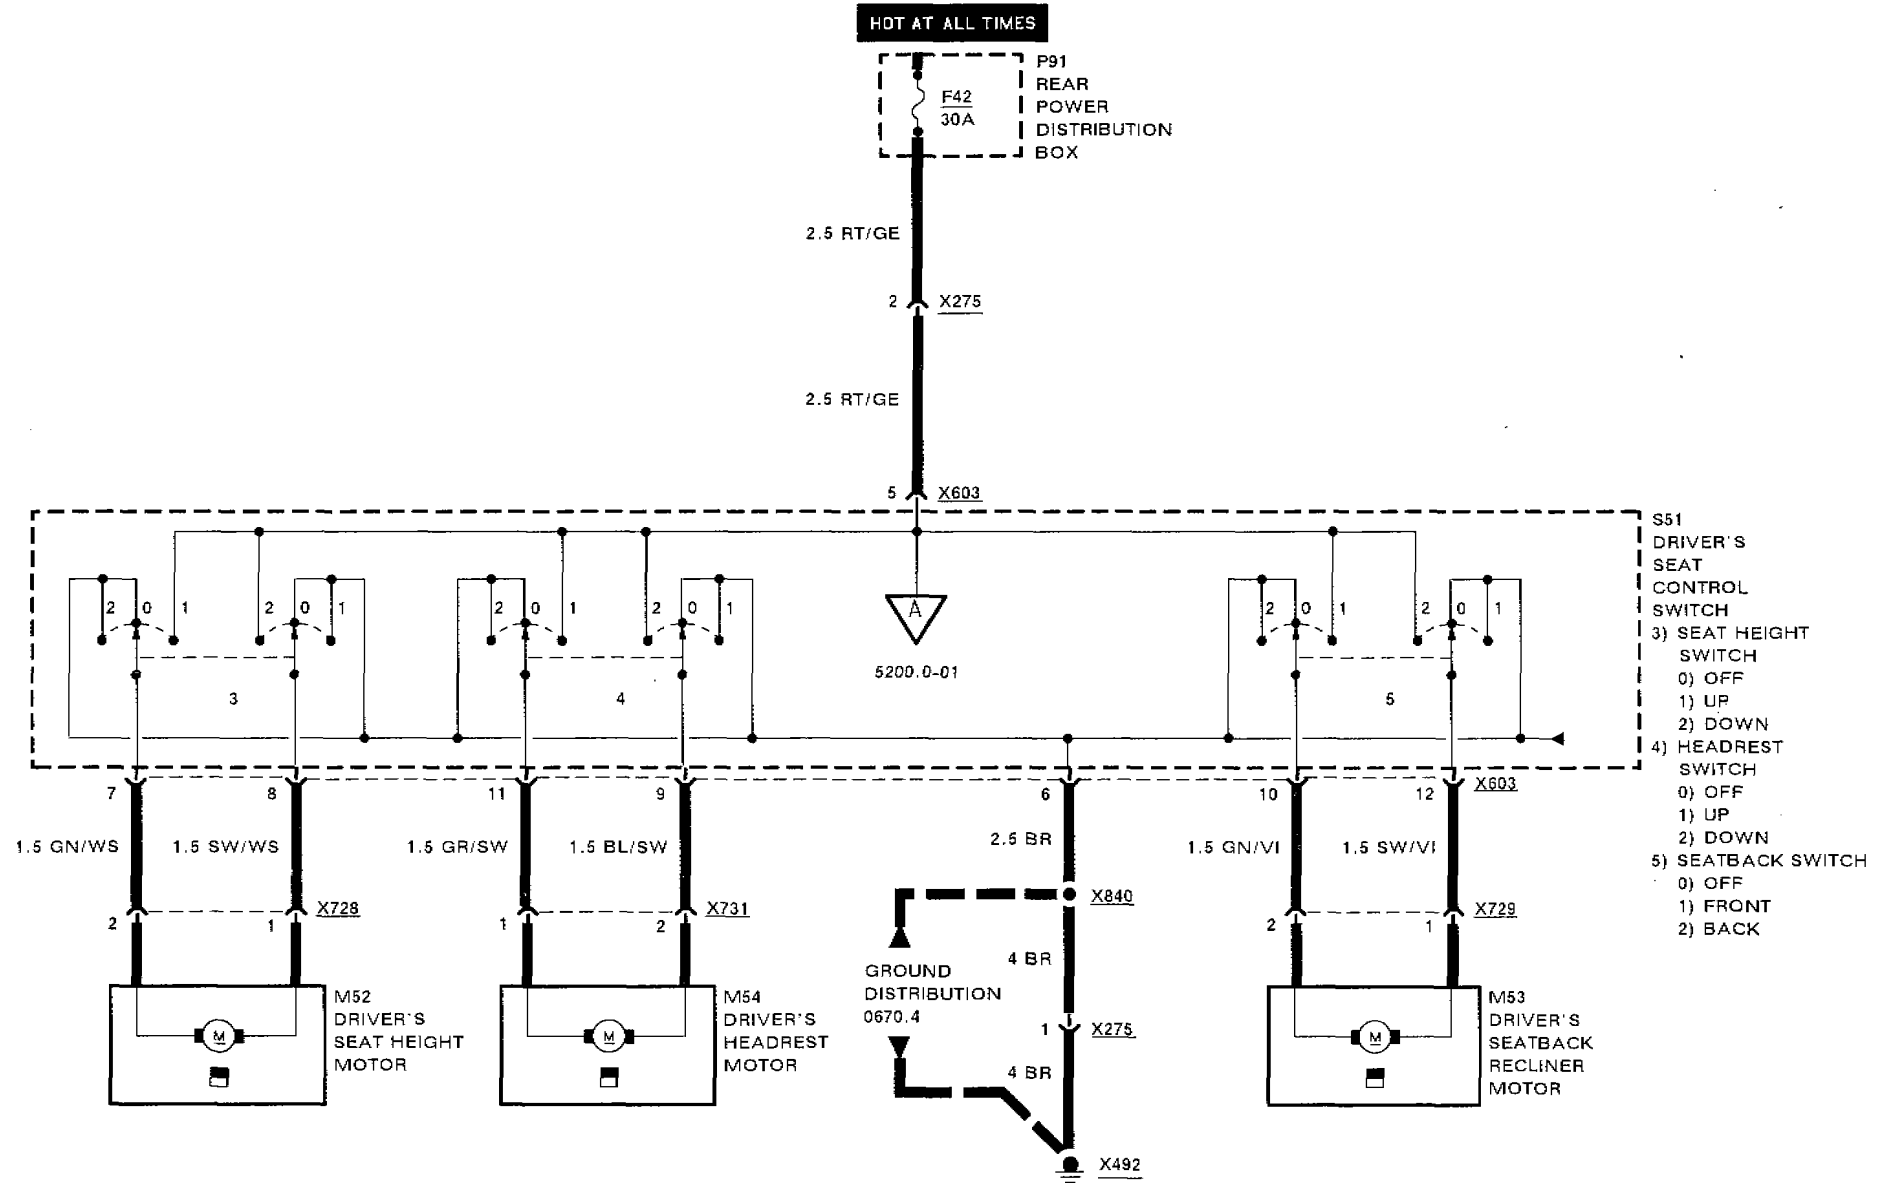 HOT AT ALL TIMES
P91
REAR
POWER
DISTRIBUTION
BOX
F42
30A
2.5 RT/GE
2 X275
2.5 RT/GE
5 X603
S51
DRIVER'S
SEAT
CONTROL
SWITCH
3) SEAT HEIGHT
SWITCH
0) OFF
1) UP
2) DOWN
4) HEADREST
SWITCH
0) OFF
1) UP
2) DOWN
5) SEATBACK SWITCH
0) OFF
1) FRONT
2) BACK
2 0 1 2 0 1 2 0 1 2 0 1 A 2 0 1 2 0 1
5200.0-01
3 4 5
7 8 11 9 6 10 12 X603
1.5 GN/WS 1.5 SW/WS 1.5 GR/SW 1.5 BL/SW 2.5 BR 1.5 GN/VI 1.5 SW/VI
X840
2 1 X728 1 2 X731 2 1 X729
4 BR
GROUND
DISTRIBUTION
0670.4
1 X275
4 BR
X492
M52
DRIVER'S
SEAT HEIGHT
MOTOR
M
M54
DRIVER'S
HEADREST
MOTOR
M
M53
DRIVER'S
SEATBACK
RECLINER
MOTOR
M